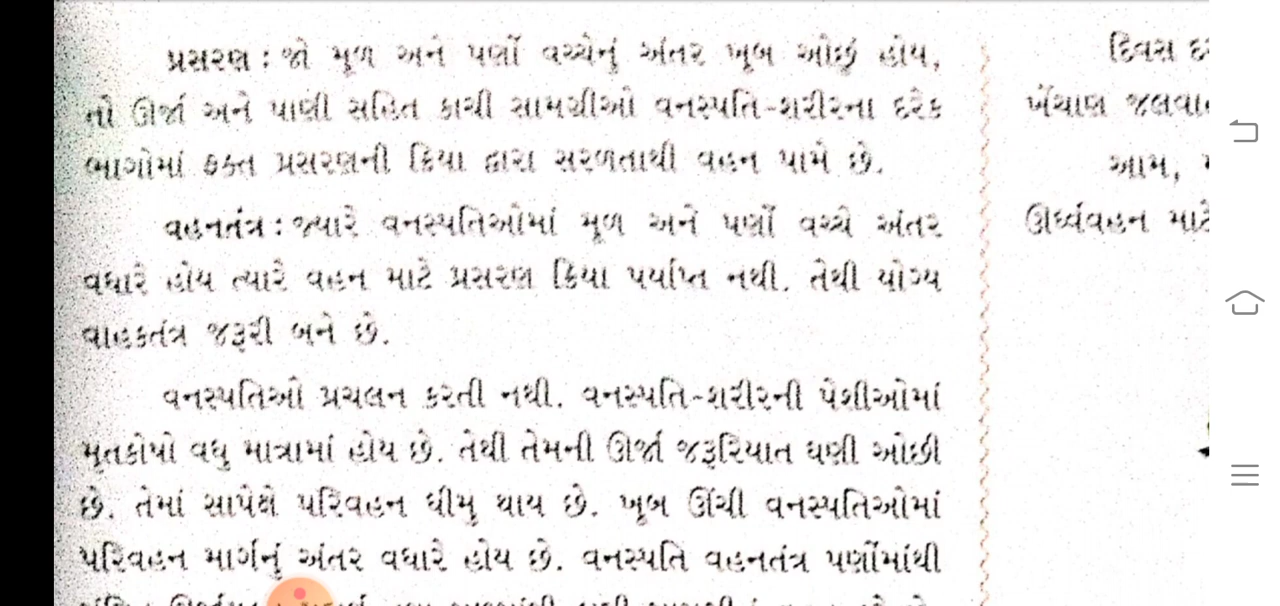 પ્રસરણ : જો મૂળ અને પર્ણો વચ્ચેનું અંતર ખૂબ ઓછું હોય,
તો ઊર્જા અને પાણી સહિત કાચી સામગ્રીઓ વનસ્પતિ-શરીરના દરેક
ભાગોમાં ફક્ત પ્રસરણની ક્રિયા દ્વારા સરળતાથી વહન પામે છે.
વહનતંત્ર : જ્યારે વનસ્પતિઓમાં મૂળ અને પર્ણો વચ્ચે અંતર
વધારે હોય ત્યારે વહન માટે પ્રસરણ ક્રિયા પર્યાપ્ત નથી. તેથી યોગ્ય
વાહકતંત્ર જરૂરી બને છે.
વનસ્પતિઓ પ્રચલન કરતી નથી. વનસ્પતિ-શરીરની પેશીઓમાં
મૃતકોષો વધુ માત્રામાં હોય છે. તેથી તેમની ઊર્જા જરૂરિયાત ઘણી ઓછી
છે. તેમાં સાપેક્ષે પરિવહન ધીમુ થાય છે. ખૂબ ઊંચી વનસ્પતિઓમાં
પરિવહન માર્ગનું અંતર વધારે હોય છે. વનસ્પતિ વહનતંત્ર પર્ણોમાંથી
દિવસ
ખેંચાણ
આમ,
ઊર્ધ્વવહન માટે